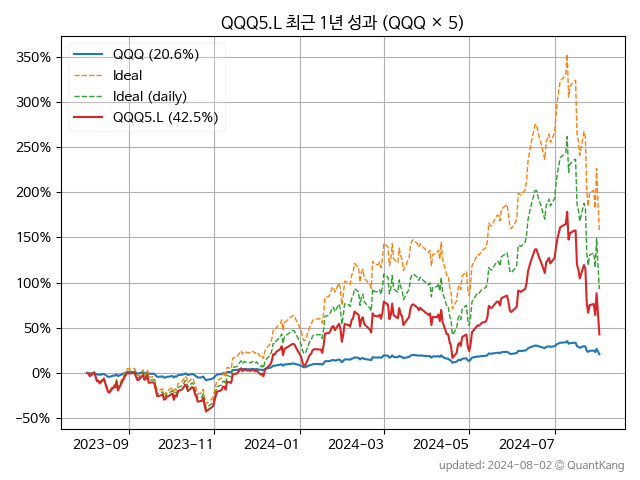 QQQ5.L 최근 1년 성과 (QQQ × 5)
QQQ (20.6%)
Ideal
Ideal (daily)
QQQ5.L (42.5%)
350%
300%
250%
200%
150%
100%
50%
0%
−50%
2023-09
2023-11
2024-01
2024-03
2024-05
2024-07
updated: 2024-08-02 © QuantKang